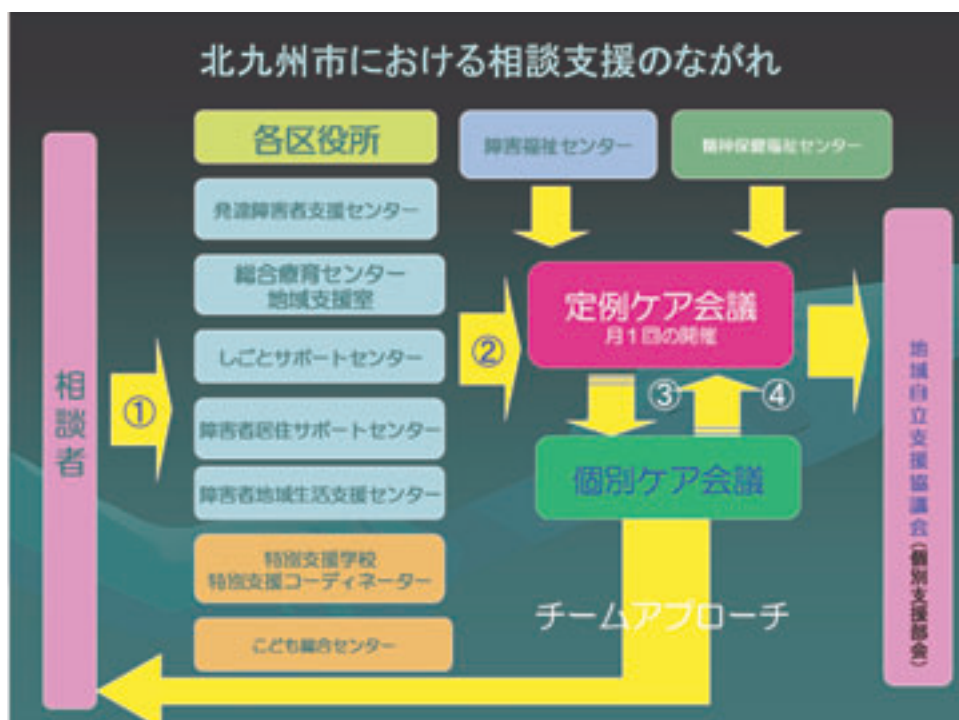 北九州市における相談支援のながれ
各区役所
障害福祉センター
精神保健福祉センター
発達障害者支援センター
総合療育センター
地域支援室
しごとサポートセンター
障害者居住サポートセンター
障害者地域生活支援センター
特別支援学校
特別支援コーディネーター
こども総合センター
相談者
①
②
定例ケア会議
月1回の開催
③
④
個別ケア会議
チームアプローチ
地域自立支援協議会(個別支援部会)